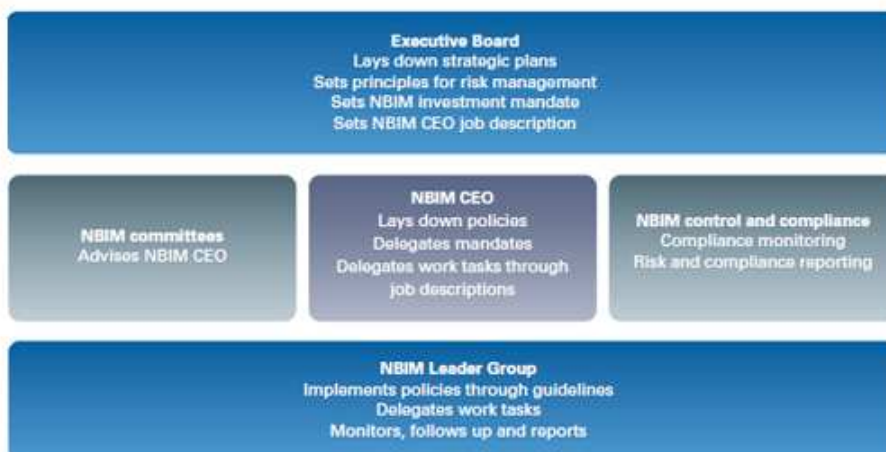 Executive Board
Lays down strategic plans
Sets principles for risk management
Sets NBIM investment mandate
Sets NBIM CEO job description
NBIM committees
Advises NBIM CEO
NBIM CEO
Lays down policies
Delegates mandates
Delegates work tasks through
job descriptions
NBIM control and compliance
Compliance monitoring
Risk and compliance reporting
NBIM Leader Group
Implements policies through guidelines
Delegates work tasks
Monitors, follows up and reports